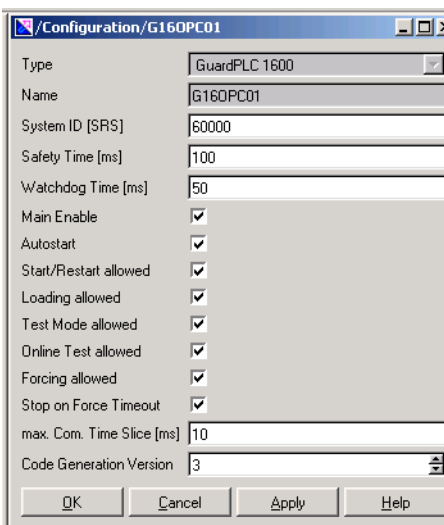 /Configuration/G16OPC01
Type GuardPLC 1600
Name G16OPC01
System ID [SRS] 60000
Safety Time [ms] 100
Watchdog Time [ms] 50
Main Enable
Autostart
Start/Restart allowed
Loading allowed
Test Mode allowed
Online Test allowed
Forcing allowed
Stop on Force Timeout
max. Com. Time Slice [ms] 10
Code Generation Version 3
OK Cancel Apply Help